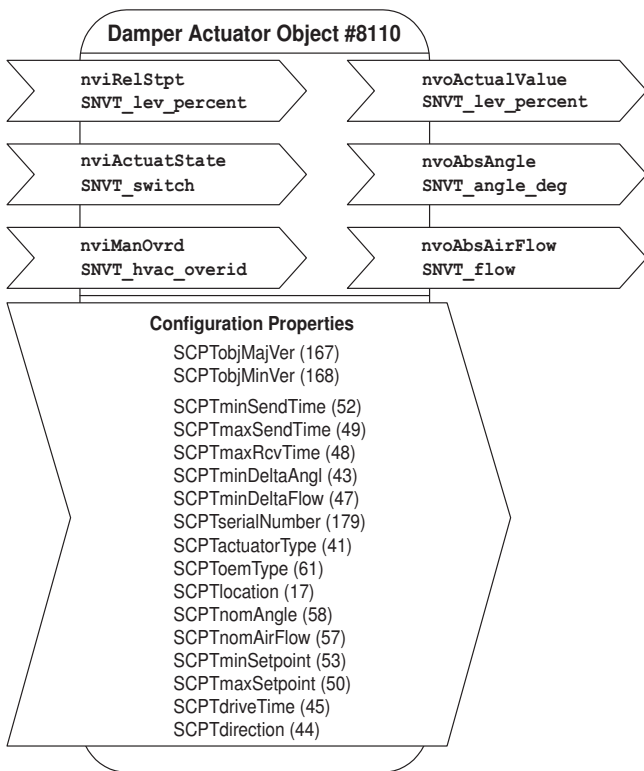 Damper Actuator Object #8110
nviRelStpt
SNVT_lev_percent
nvoActualValue
SNVT_lev_percent
nviActuatState
SNVT_switch
nvoAbsAngle
SNVT_angle_deg
nviManOvrd
SNVT_hvac_overid
nvoAbsAirFlow
SNVT_flow
Configuration Properties
SCPTobjMajVer (167)
SCPTobjMinVer (168)
SCPTminSendTime (52)
SCPTmaxSendTime (49)
SCPTmaxRcvTime (48)
SCPTminDeltaAngl (43)
SCPTminDeltaFlow (47)
SCPTserialNumber (179)
SCPTactuatorType (41)
SCPToemType (61)
SCPTlocation (17)
SCPTnomAngle (58)
SCPTnomAirFlow (57)
SCPTminSetpoint (53)
SCPTmaxSetpoint (50)
SCPTdriveTime (45)
SCPTdirection (44)